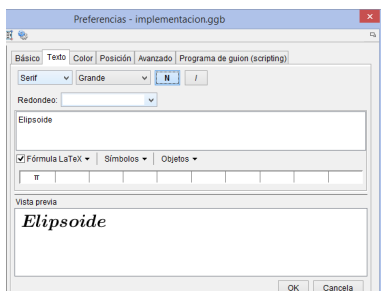 Preferencias - implementacion.ggb
Básico Texto Color Posición Avanzado Programa de guion (scripting)
Serif Grande N I
Redondeo:
Elipsoide
Fórmula LaTeX Símbolos Objetos
π
Vista previa
Elipsoide
OK Cancela